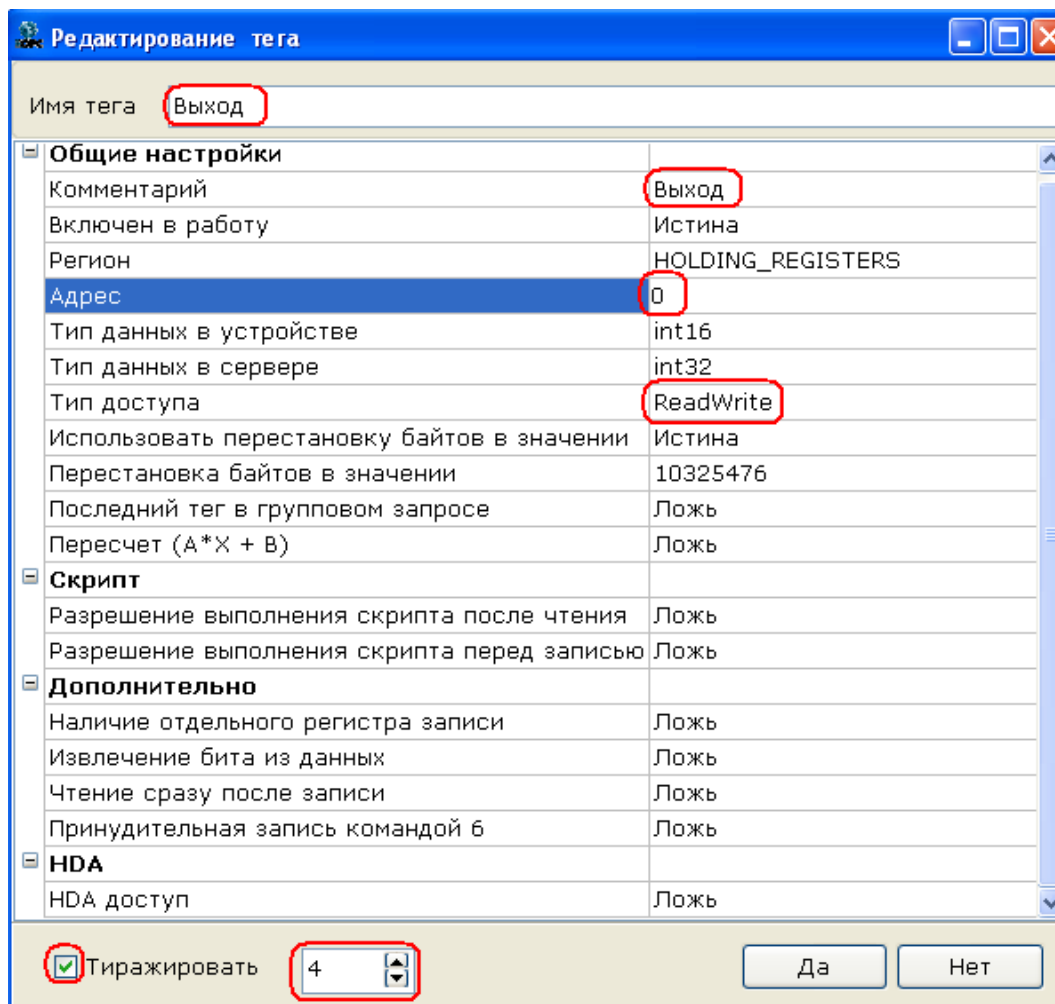 Редактирование тега
Имя тега Выход
Общие настройки
Комментарий Выход
Включен в работу Истина
Регион HOLDING_REGISTERS
Адрес 0
Тип данных в устройстве int16
Тип данных в сервере int32
Тип доступа ReadWrite
Использовать перестановку байтов в значении Истина
Перестановка байтов в значении 10325476
Последний тег в групповом запросе Ложь
Пересчет (A*X + B) Ложь
Скрипт
Разрешение выполнения скрипта после чтения Ложь
Разрешение выполнения скрипта перед записью Ложь
Дополнительно
Наличие отдельного регистра записи Ложь
Извлечение бита из данных Ложь
Чтение сразу после записи Ложь
Принудительная запись командой 6 Ложь
HDA
HDA доступ Ложь
Тиражировать 4 Да Нет